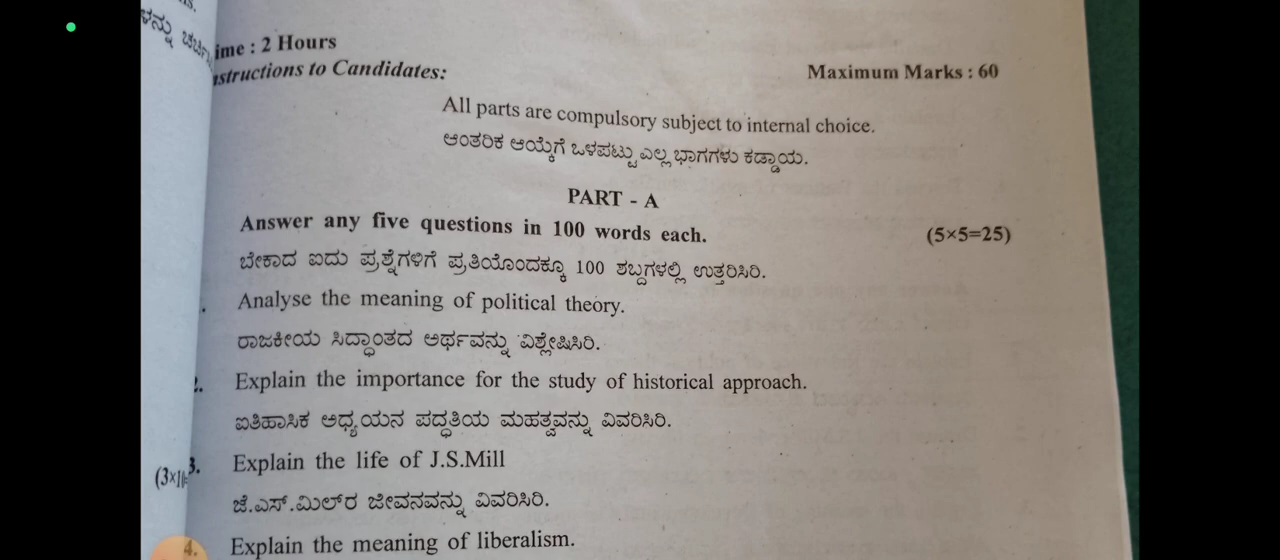 ime : 2 Hours
nstructions to Candidates:
Maximum Marks : 60
All parts are compulsory subject to internal choice.
ಆಂತರಿಕ ಆಯ್ಕೆಗೆ ಒಳಪಟ್ಟು ಎಲ್ಲ ಭಾಗಗಳು ಕಡ್ಡಾಯ.
PART - A
Answer any five questions in 100 words each.
(5×5=25)
ಬೇಕಾದ ಐದು ಪ್ರಶ್ನೆಗಳಿಗೆ ಪ್ರತಿಯೊಂದಕ್ಕೂ 100 ಶಬ್ದಗಳಲ್ಲಿ ಉತ್ತರಿಸಿರಿ.
. Analyse the meaning of political theory.
ರಾಜಕೀಯ ಸಿದ್ಧಾಂತದ ಅರ್ಥವನ್ನು ವಿಶ್ಲೇಷಿಸಿರಿ.
2. Explain the importance for the study of historical approach.
ಐತಿಹಾಸಿಕ ಅಧ್ಯಯನ ಪದ್ಧತಿಯ ಮಹತ್ವವನ್ನು ವಿವರಿಸಿರಿ.
3. Explain the life of J.S.Mill
ಜೆ.ಎಸ್.ಮಿಲ್‌ರ ಜೀವನವನ್ನು ವಿವರಿಸಿರಿ.
4. Explain the meaning of liberalism.